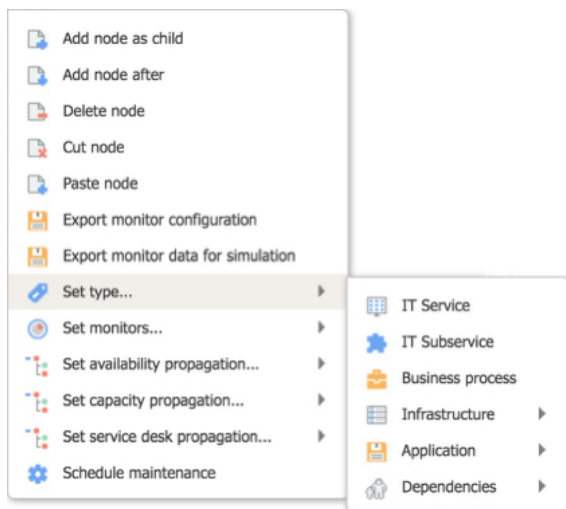 Add node as child
Add node after
Delete node
Cut node
Paste node
Export monitor configuration
Export monitor data for simulation
Set type...
Set monitors...
Set availability propagation...
Set capacity propagation...
Set service desk propagation...
Schedule maintenance
IT Service
IT Subservice
Business process
Infrastructure
Application
Dependencies